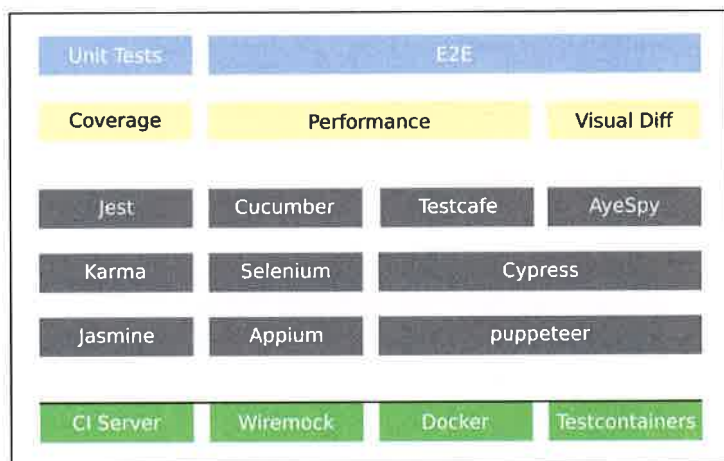 Unit Tests E2E
Coverage Performance Visual Diff
Jest Cucumber Testcafe AyeSpy
Karma Selenium Cypress
Jasmine Appium puppeteer
CI Server Wiremock Docker Testcontainers